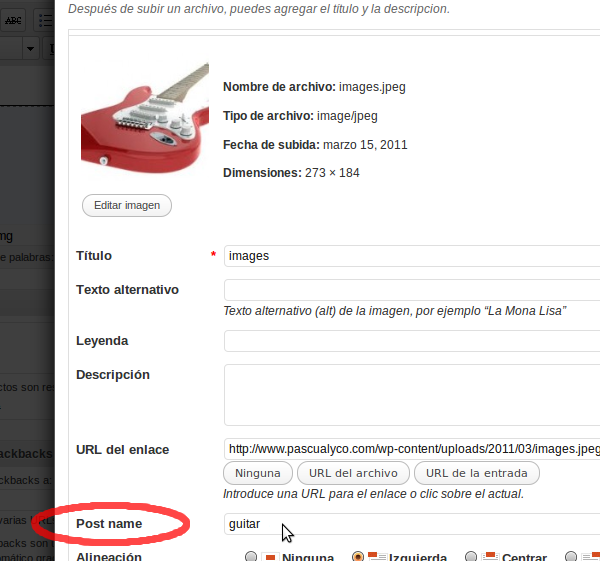 Después de subir un archivo, puedes agregar el título y la descripcion.
ABC
Nombre de archivo: images.jpeg
Tipo de archivo: image/jpeg
Fecha de subida: marzo 15, 2011
Dimensiones: 273 × 184
Editar imagen
Título * images
Texto alternativo
Texto alternativo (alt) de la imagen, por ejemplo “La Mona Lisa”
Leyenda
Descripción
URL del enlace http://www.pascualyco.com/wp-content/uploads/2011/03/images.jpeg
Ninguna URL del archivo URL de la entrada
Introduce una URL para el enlace o clic sobre el actual.
Post name guitar
Alineación Ninguna Izquierda Centrar
e palabras:
ctos son
ackbacks
ckbacks a:
varias
backs son